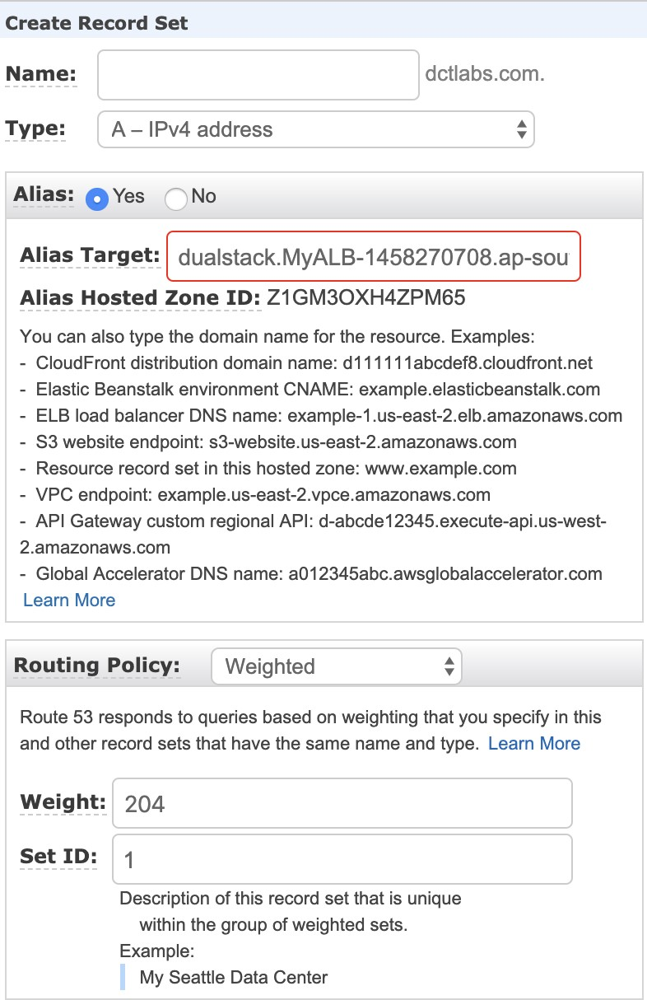 Create Record Set
Name: dctlabs.com.
Type: A – IPv4 address
Alias: Yes No
Alias Target: dualstack.MyALB-1458270708.ap-sou
Alias Hosted Zone ID: Z1GM3OXH4ZPM65
You can also type the domain name for the resource. Examples:
- CloudFront distribution domain name: d111111abcdef8.cloudfront.net
- Elastic Beanstalk environment CNAME: example.elasticbeanstalk.com
- ELB load balancer DNS name: example-1.us-east-2.elb.amazonaws.com
- S3 website endpoint: s3-website.us-east-2.amazonaws.com
- Resource record set in this hosted zone: www.example.com
- VPC endpoint: example.us-east-2.vpce.amazonaws.com
- API Gateway custom regional API: d-abcde12345.execute-api.us-west-
2.amazonaws.com
- Global Accelerator DNS name: a012345abc.awsglobalaccelerator.com
Learn More
Routing Policy: Weighted
Route 53 responds to queries based on weighting that you specify in this
and other record sets that have the same name and type. Learn More
Weight: 204
Set ID: 1
Description of this record set that is unique
within the group of weighted sets.
Example:
My Seattle Data Center